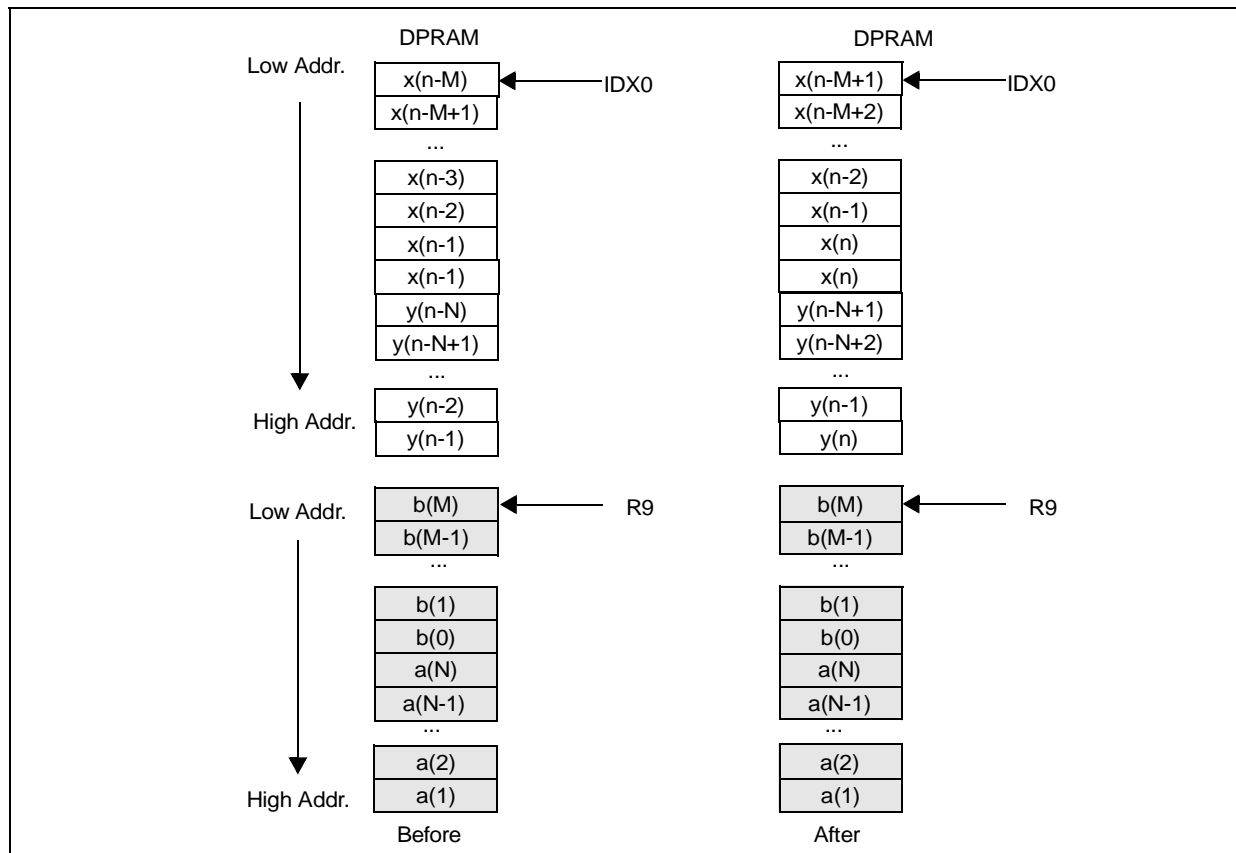 DPRAM DPRAM
Low Addr. x(n-M) IDX0 x(n-M+1) IDX0
x(n-M+1) x(n-M+2)
... ...
x(n-3) x(n-2)
x(n-2) x(n-1)
x(n-1) x(n)
x(n-1) x(n)
y(n-N) y(n-N+1)
y(n-N+1) y(n-N+2)
... ...
y(n-2) y(n-1)
High Addr. y(n-1) y(n)
Low Addr. b(M) R9 b(M) R9
b(M-1) b(M-1)
... ...
b(1) b(1)
b(0) b(0)
a(N) a(N)
a(N-1) a(N-1)
... ...
a(2) a(2)
High Addr. a(1) a(1)
Before After